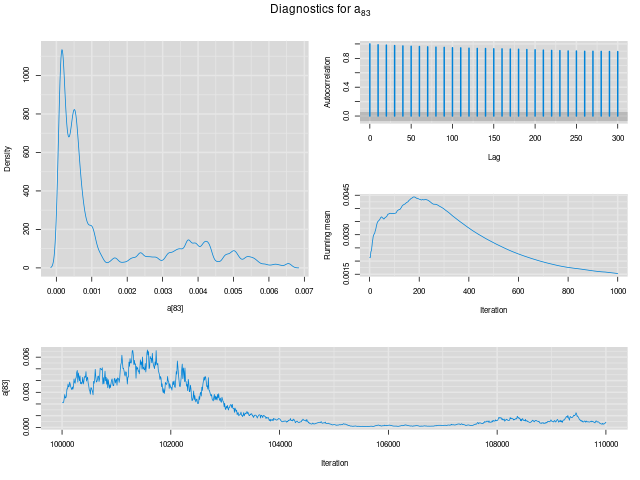 Diagnostics for a83
Density
0 200 400 600 800 1000
0.000 0.001 0.002 0.003 0.004 0.005 0.006 0.007
a[83]
Autocorrelation
0.0 0.4 0.8
0 50 100 150 200 250 300
Lag
Running mean
0.0015 0.0030 0.0045
0 200 400 600 800 1000
Iteration
a[83]
0.000 0.003 0.006
100000 102000 104000 106000 108000 110000
Iteration